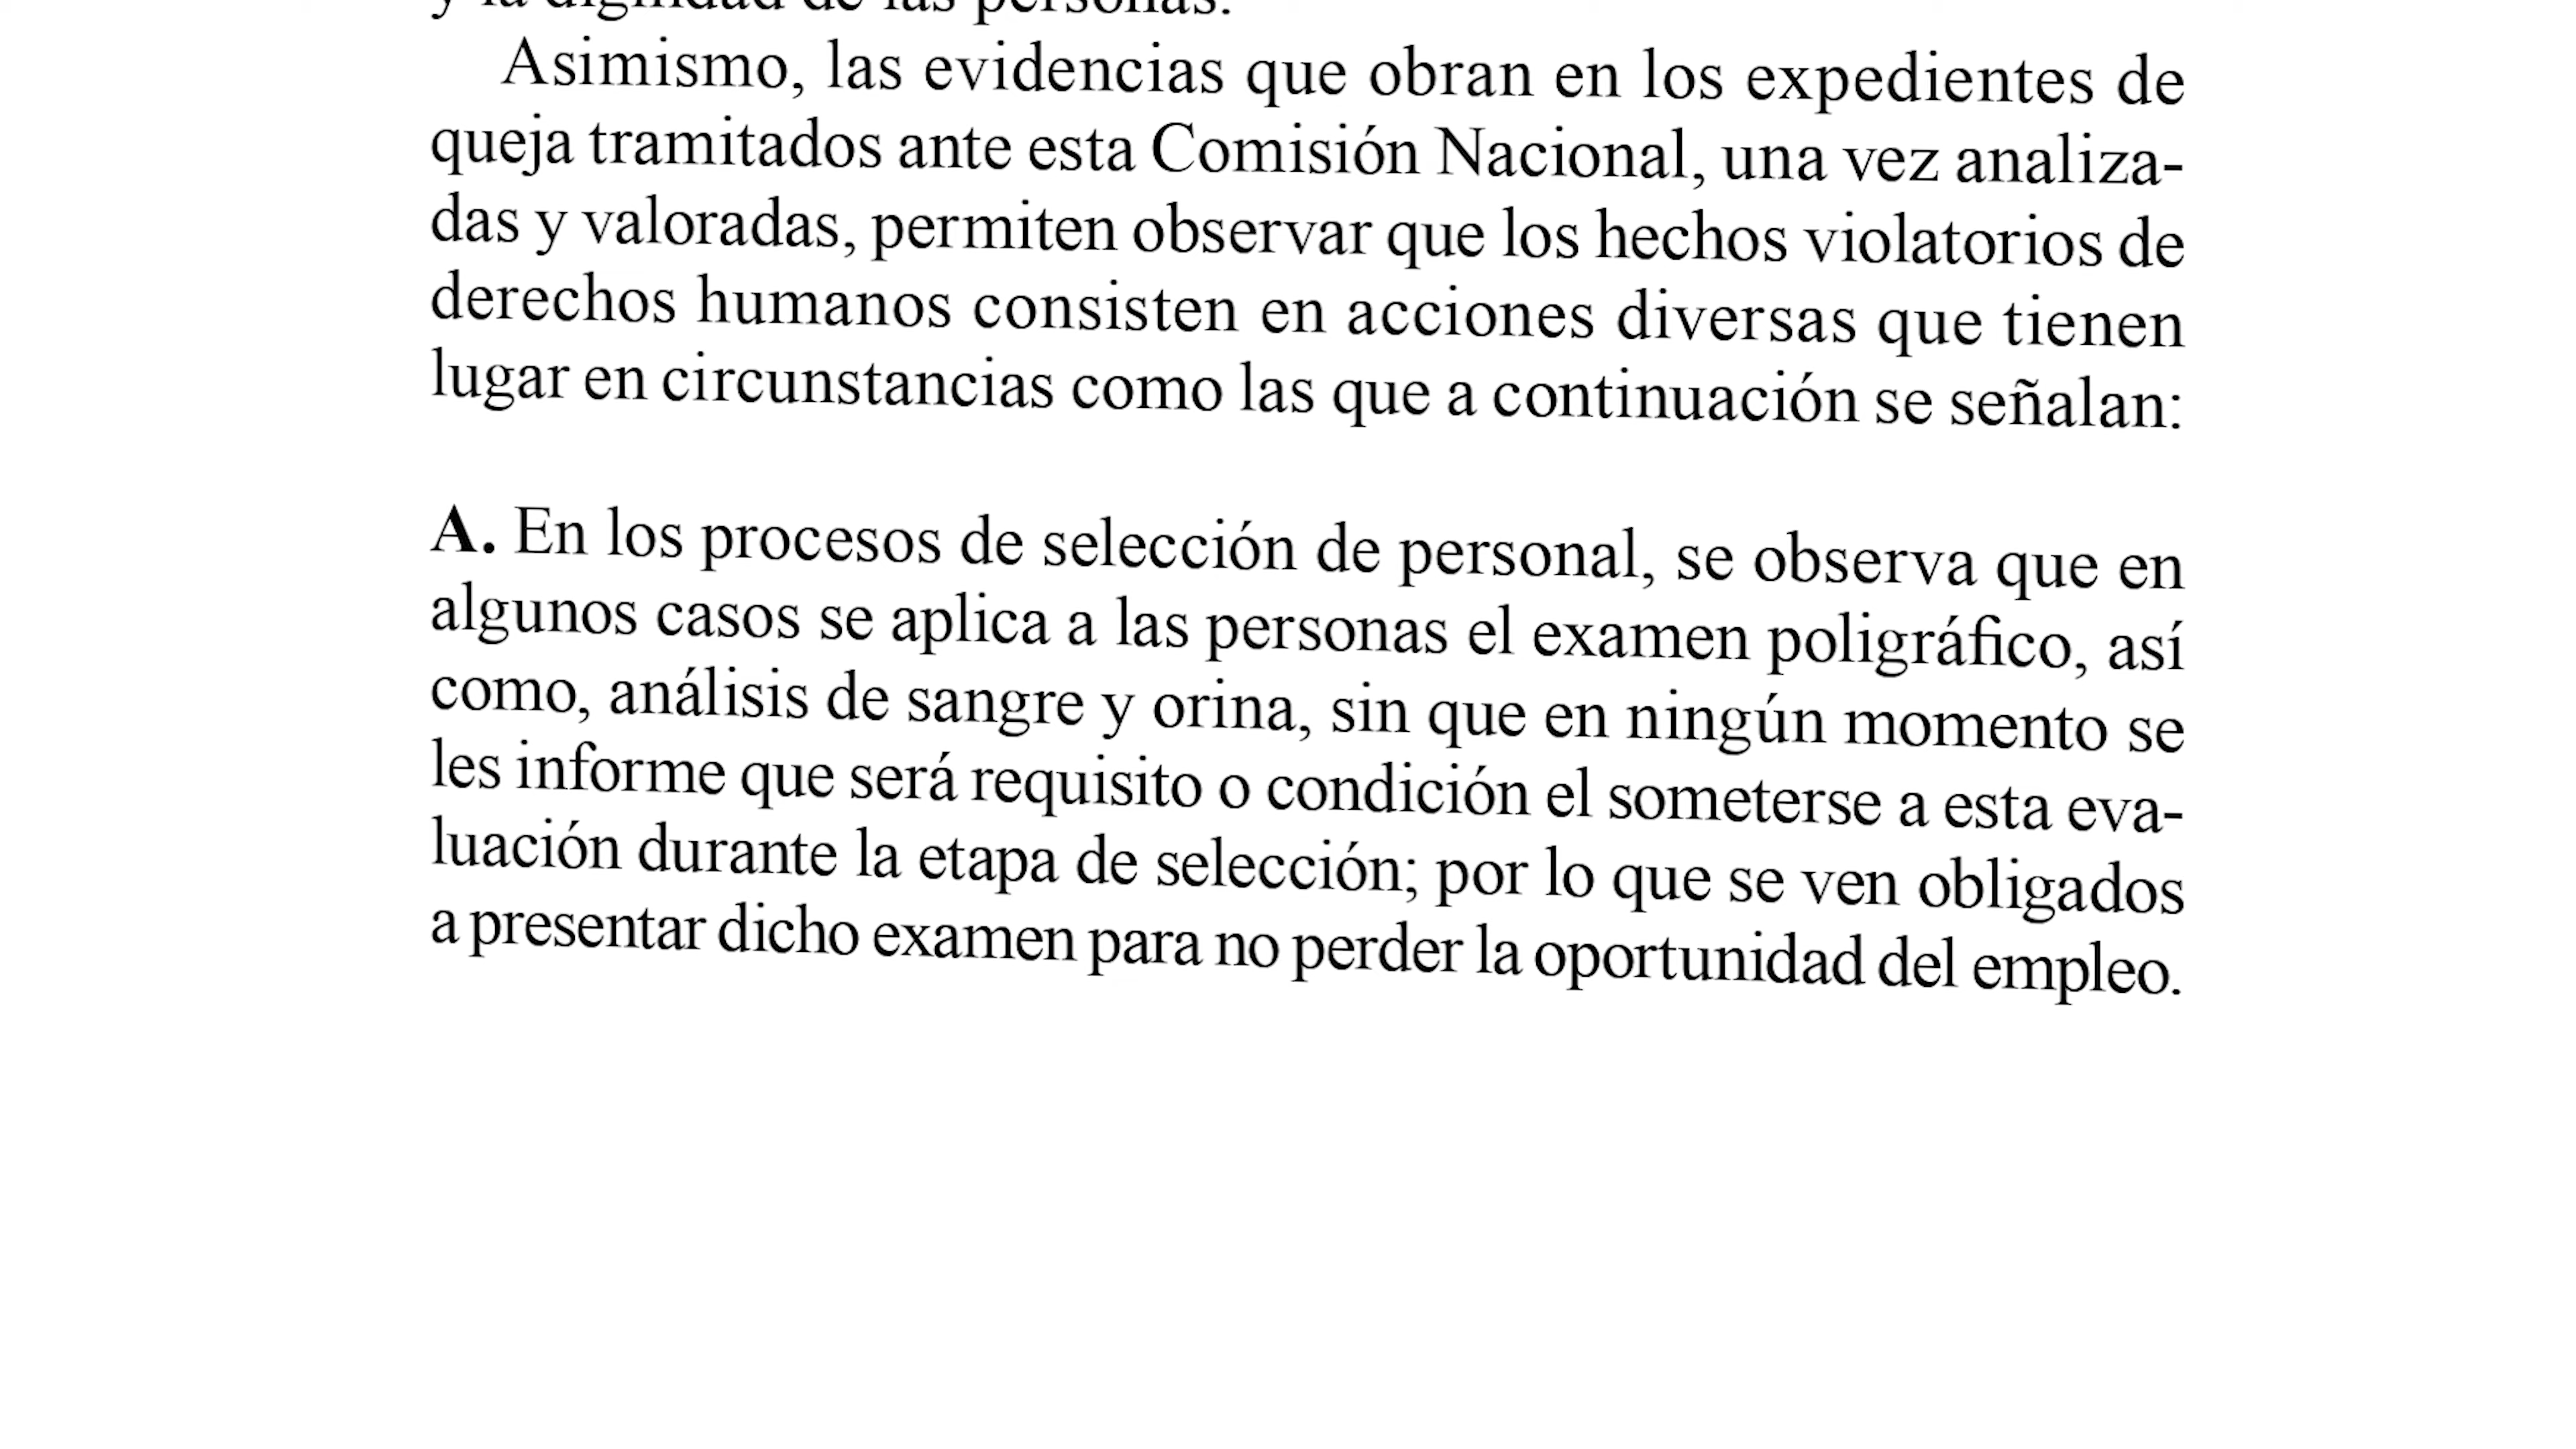 y la dignidad de las personas.
Asimismo, las evidencias que obran en los expedientes de
queja tramitados ante esta Comisión Nacional, una vez analiza-
das y valoradas, permiten observar que los hechos violatorios de
derechos humanos consisten en acciones diversas que tienen
lugar en circunstancias como las que a continuación se señalan:
A. En los procesos de selección de personal, se observa que en
algunos casos se aplica a las personas el examen poligráfico, así
como, análisis de sangre y orina, sin que en ningún momento se
les informe que será requisito o condición el someterse a esta eva-
luación durante la etapa de selección; por lo que se ven obligados
a presentar dicho examen para no perder la oportunidad del empleo.